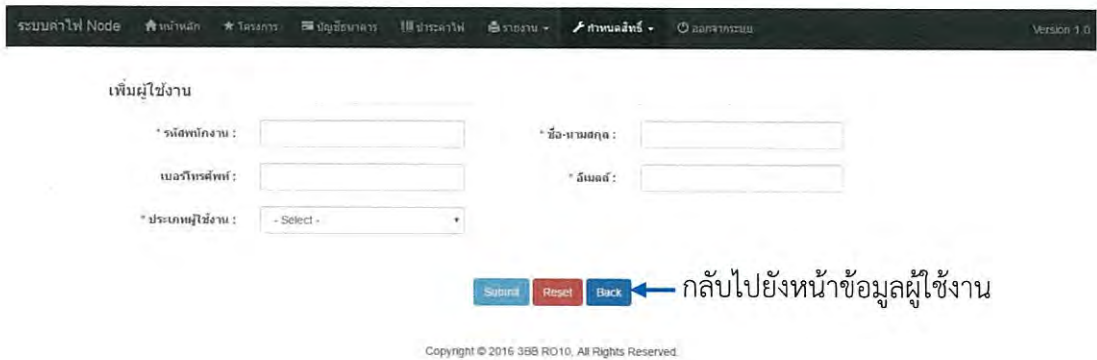 ระบบค่าไฟ Node หน้าหลัก โครงการ บัญชีธนาคาร ประาค่าไฟ รายงาน กำหนดสิทธิ์ ออกจากระบบ Version 1.0
เพิ่มผู้ใช้งาน
* รหัสพนักงาน : * ชื่อ-นามสกุล :
เบอร์โทรศัพท์ : * อีเมลล์ :
* ประเภทผู้ใช้งาน : - Select -
Submit Reset Back กลับไปยังหน้าข้อมูลผู้ใช้งาน
Copyright © 2016 3BB RO10, All Rights Reserved.